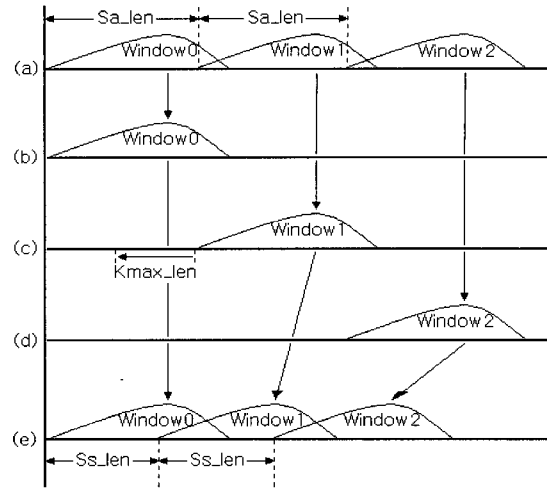 Sa_len Sa_len
(a) Window0 Window1 Window2
(b) Window0
(c) Window1
Kmax_len
(d) Window2
(e) Window0 Window1 Window2
Ss_len Ss_len